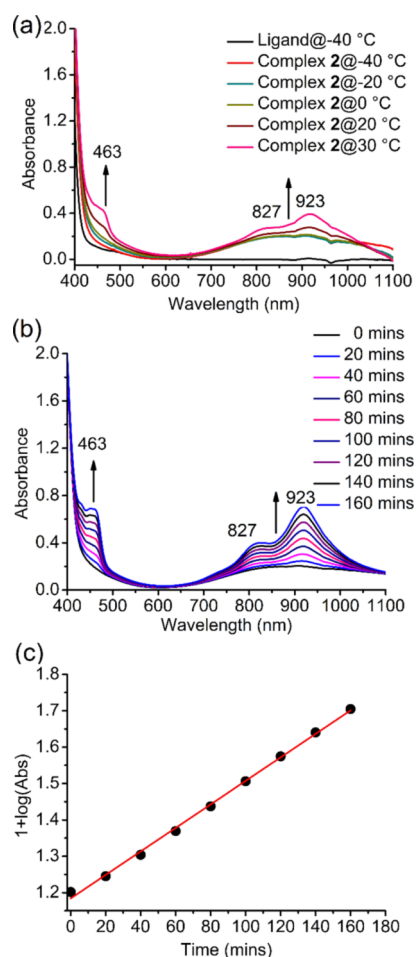 (a)
Ligand@-40 °C
Complex 2@-40 °C
Complex 2@-20 °C
Complex 2@0 °C
Complex 2@20 °C
Complex 2@30 °C
463
827
923
Absorbance
2.0
1.6
1.2
0.8
0.4
0.0
400 500 600 700 800 900 1000 1100
Wavelength (nm)
(b)
0 mins
20 mins
40 mins
60 mins
80 mins
100 mins
120 mins
140 mins
160 mins
463
827
923
Absorbance
2.0
1.6
1.2
0.8
0.4
0.0
400 500 600 700 800 900 1000 1100
Wavelength (nm)
(c)
1+log(Abs)
1.8
1.7
1.6
1.5
1.4
1.3
1.2
0 20 40 60 80 100 120 140 160 180
Time (mins)